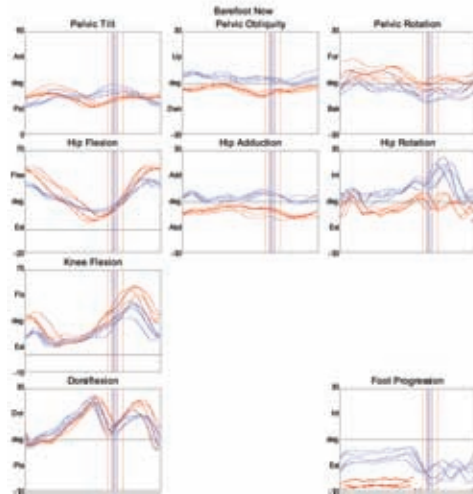 Barefoot Now
Pelvic Tilt Pelvic Obliquity Pelvic Rotation
Ant Up For
deg deg deg
Pst Dwn Bak
Hip Flexion Hip Adduction Hip Rotation
Flex Add Int
deg deg deg
Ext Abd Ext
Knee Flexion
Flx
deg
Ext
Dorsiflexion Foot Progression
Dor Int
deg deg
Pla Ext